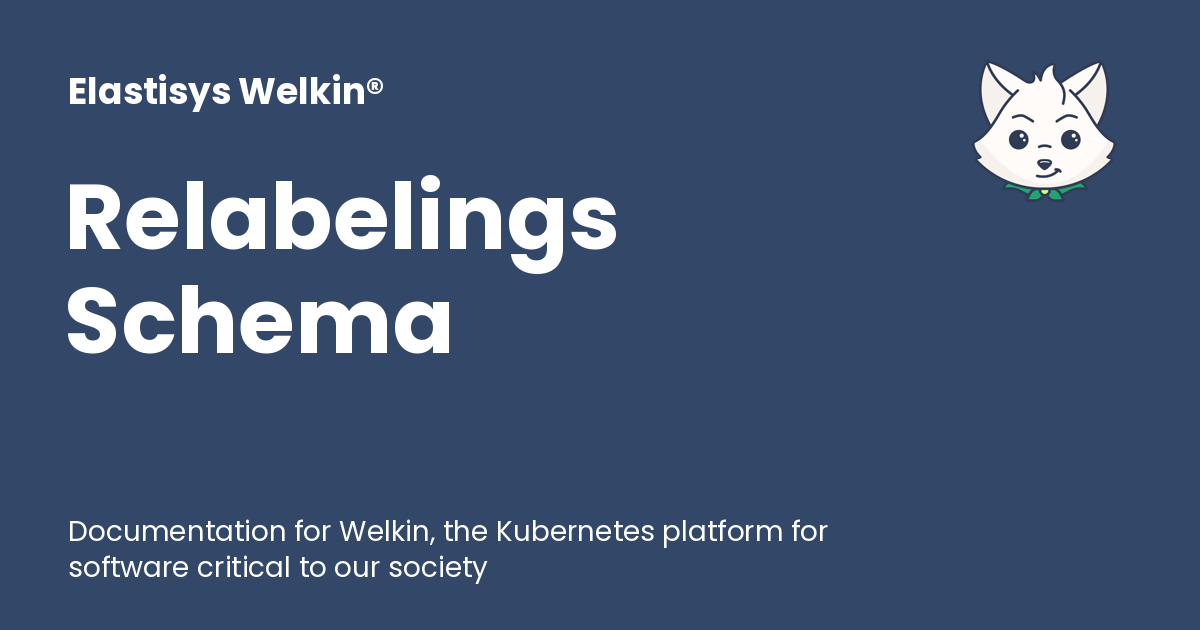 Elastisys Welkin®
Relabelings
Schema
Documentation for Welkin, the Kubernetes platform for
software critical to our society